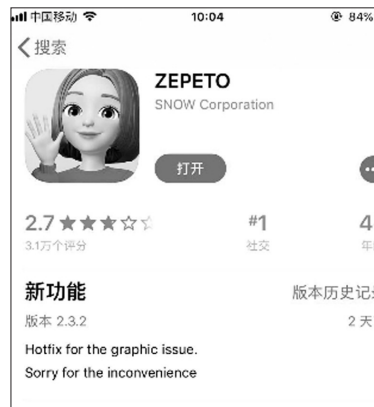 中国移动 10:04 84%
搜索
ZEPETO
SNOW Corporation
打开
2.7 #1 4
3.1万个评分 社交 年
新功能 版本历史记录
版本 2.3.2 2 天
Hotfix for the graphic issue.
Sorry for the inconvenience